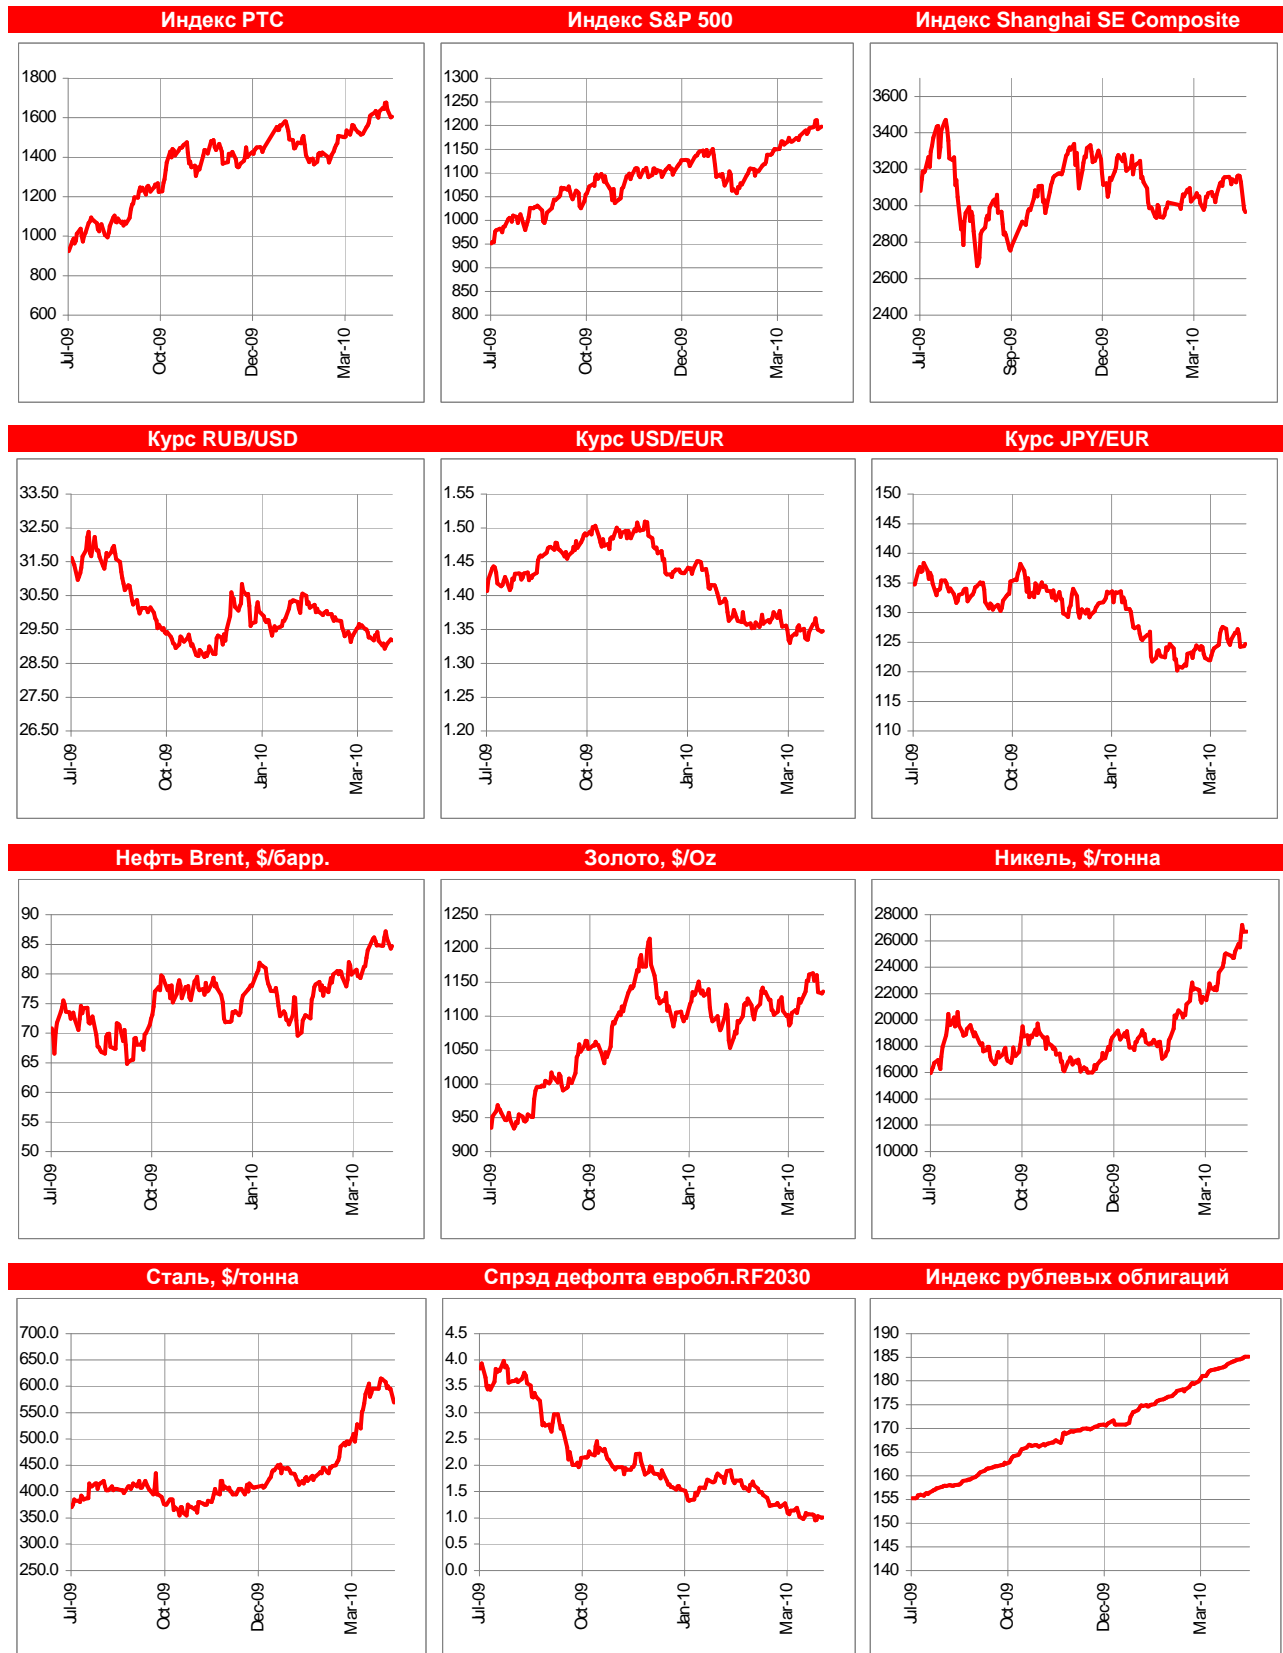 Индекс РТС
1800
1600
1400
1200
1000
800
600
Jul-09
Oct-09
Dec-09
Mar-10
Индекс S&P 500
1300
1250
1200
1150
1100
1050
1000
950
900
850
800
Jul-09
Oct-09
Dec-09
Mar-10
Индекс Shanghai SE Composite
3600
3400
3200
3000
2800
2600
2400
Jul-09
Sep-09
Dec-09
Mar-10
Курс RUB/USD
33.50
32.50
31.50
30.50
29.50
28.50
27.50
26.50
Jul-09
Oct-09
Jan-10
Mar-10
Курс USD/EUR
1.55
1.50
1.45
1.40
1.35
1.30
1.25
1.20
Jul-09
Oct-09
Jan-10
Mar-10
Курс JPY/EUR
150
145
140
135
130
125
120
115
110
Jul-09
Oct-09
Jan-10
Mar-10
Нефть Brent, $/барр.
90
85
80
75
70
65
60
55
50
Jul-09
Oct-09
Jan-10
Mar-10
Золото, $/Oz
1250
1200
1150
1100
1050
1000
950
900
Jul-09
Oct-09
Jan-10
Mar-10
Никель, $/тонна
28000
26000
24000
22000
20000
18000
16000
14000
12000
10000
Jul-09
Oct-09
Dec-09
Mar-10
Сталь, $/тонна
700.0
650.0
600.0
550.0
500.0
450.0
400.0
350.0
300.0
250.0
Jul-09
Oct-09
Dec-09
Mar-10
Спрэд дефолта евробл.RF2030
4.5
4.0
3.5
3.0
2.5
2.0
1.5
1.0
0.5
0.0
Jul-09
Oct-09
Jan-10
Mar-10
Индекс рублевых облигаций
190
185
180
175
170
165
160
155
150
145
140
Jul-09
Oct-09
Dec-09
Mar-10